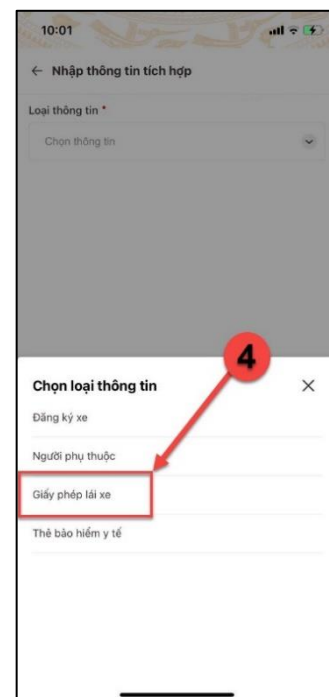 10:01
← Nhập thông tin tích hợp
Loại thông tin *
Chọn thông tin
4
Chọn loại thông tin
Đăng ký xe
Người phụ thuộc
Giấy phép lái xe
Thẻ bảo hiểm y tế